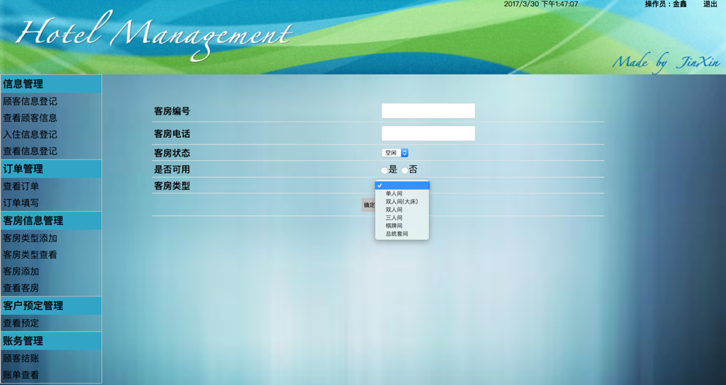 2017/3/30 下午1:47:07 操作员：金鑫 退出
Hotel Management
Made by JinXin
信息管理
顾客信息登记
查看顾客信息
入住信息登记
查看信息登记
订单管理
查看订单
订单填写
客房信息管理
客房类型添加
客房类型查看
客房添加
查看客房
客户预定管理
查看预定
账务管理
顾客结账
账单查看
客房编号
客房电话
客房状态 空闲
是否可用 是 否
客房类型
单人间
双人间(大床)
双人间
三人间
棋牌间
总统套间
确定